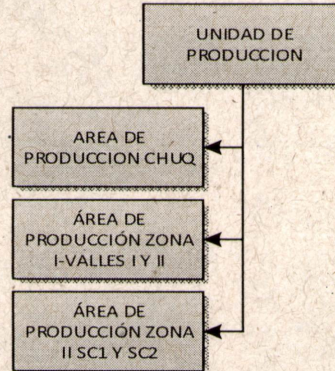 UNIDAD DE
PRODUCCION
AREA DE
PRODUCCION CHUQ
ÁREA DE
PRODUCCIÓN ZONA
I-VALLES I Y II
ÁREA DE
PRODUCCIÓN ZONA
II SC1 Y SC2